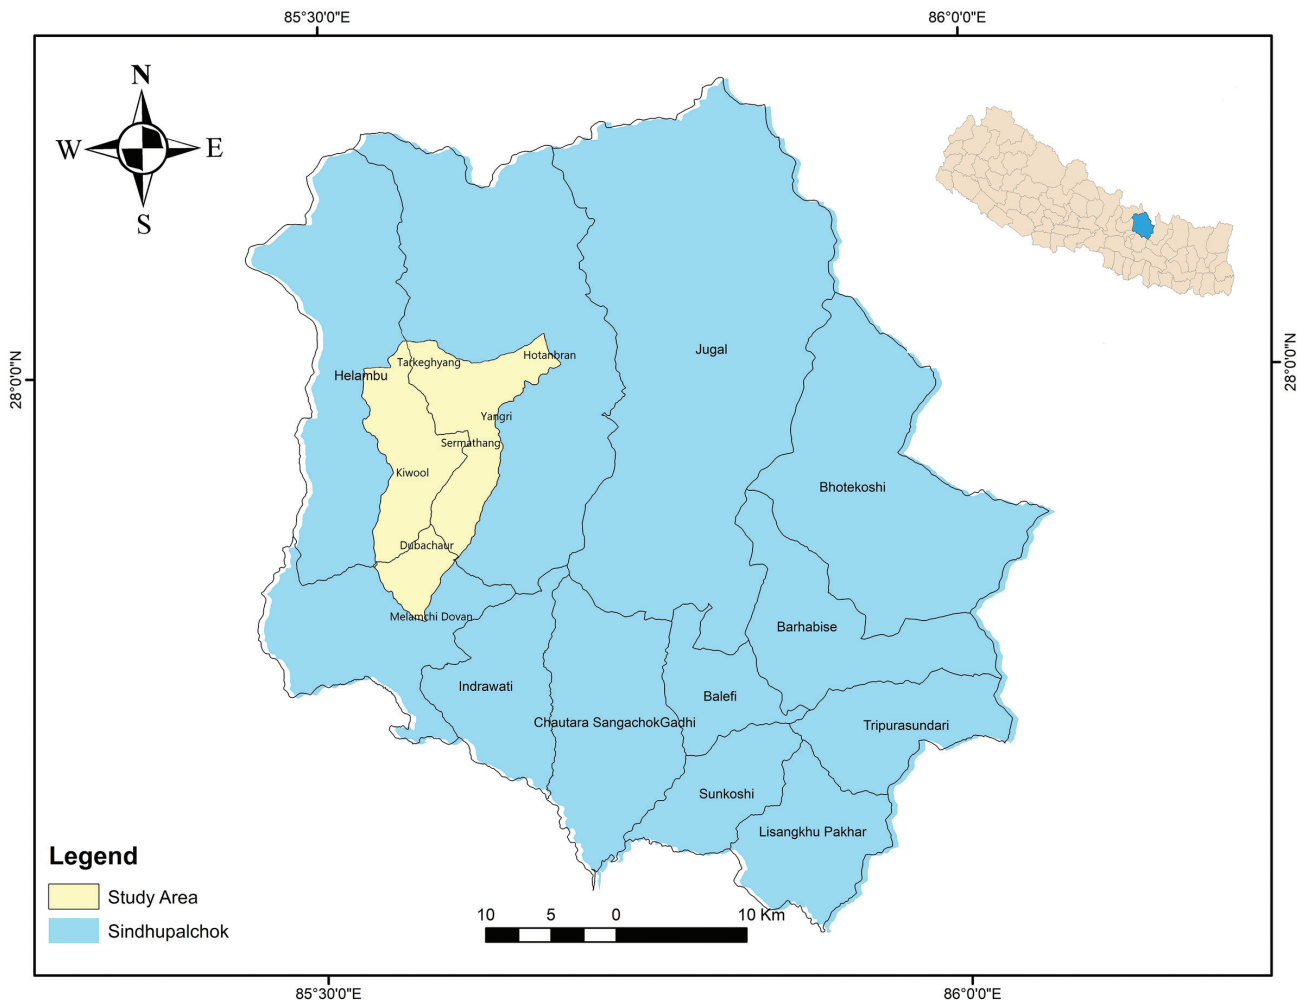 85°30'0"E
86°0'0"E
N
W
E
S
28°0'0"N
28°0'0"N
Jugal
Hotanbran
Tarkeghyang
Helambu
Yangri
Sermathang
Kiwool
Bhotekoshi
Dubachaur
Melamchi Dovan
Barhabise
Indrawati
Balefi
Chautara SangachokGadhi
Tripurasundari
Sunkoshi
Lisangkhu Pakhar
Legend
Study Area
Sindhupalchok
10 5 0 10 Km
85°30'0"E
86°0'0"E